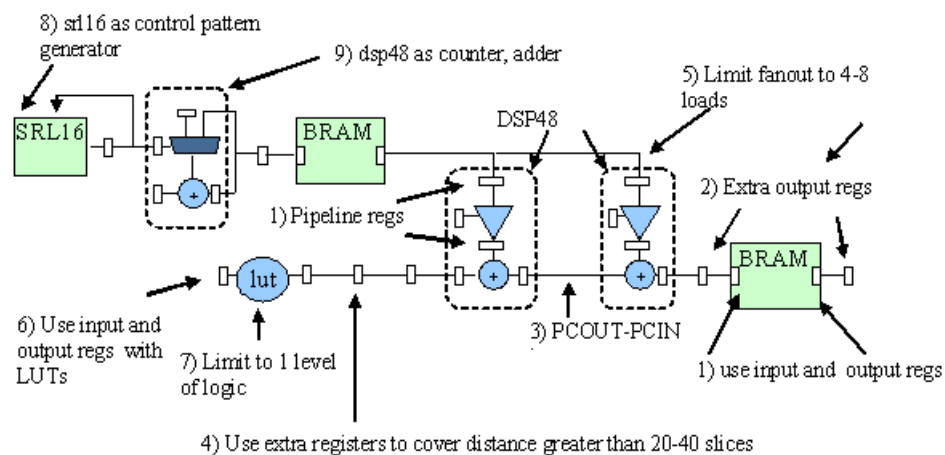 8) srl16 as control pattern
generator
9) dsp48 as counter, adder
5) Limit fanout to 4-8
loads
SRL16
BRAM
DSP48
2) Extra output regs
1) Pipeline regs
+
lut
+
+
BRAM
6) Use input and
output regs with
LUTs
7) Limit to 1 level
of logic
3) PCOUT-PCIN
1) use input and output regs
4) Use extra registers to cover distance greater than 20-40 slices